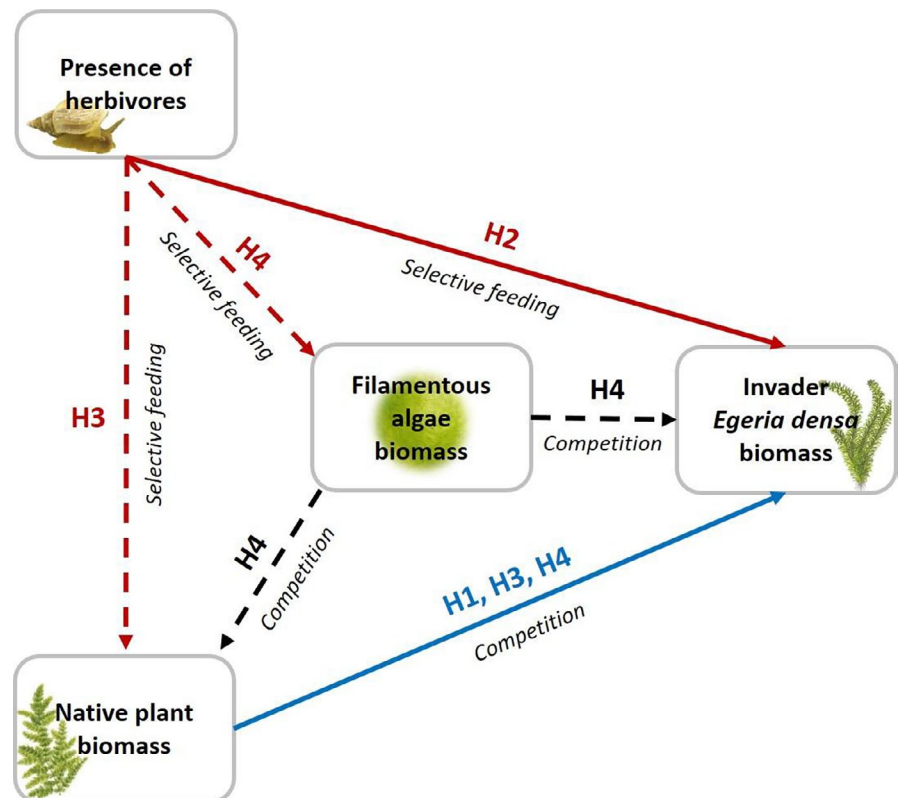 Presence of
herbivores
H2
Selective feeding
H4
Selective feeding
H3
Selective feeding
Filamentous
algae
biomass
H4
Competition
Invader
Egeria densa
biomass
H4
Competition
H1, H3, H4
Competition
Native plant
biomass